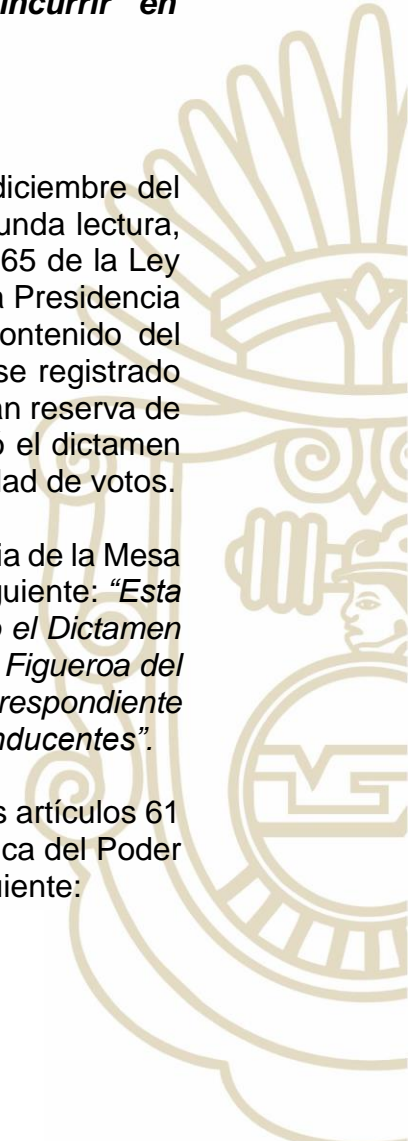 incurrir en
diciembre del
unda lectura,
65 de la Ley
a Presidencia
ontenido del
se registrado
an reserva de
ó el dictamen
dad de votos.
ia de la Mesa
guiente: “Esta
o el Dictamen
Figueroa del
respondiente
nducentes”.
s artículos 61
ica del Poder
uiente: